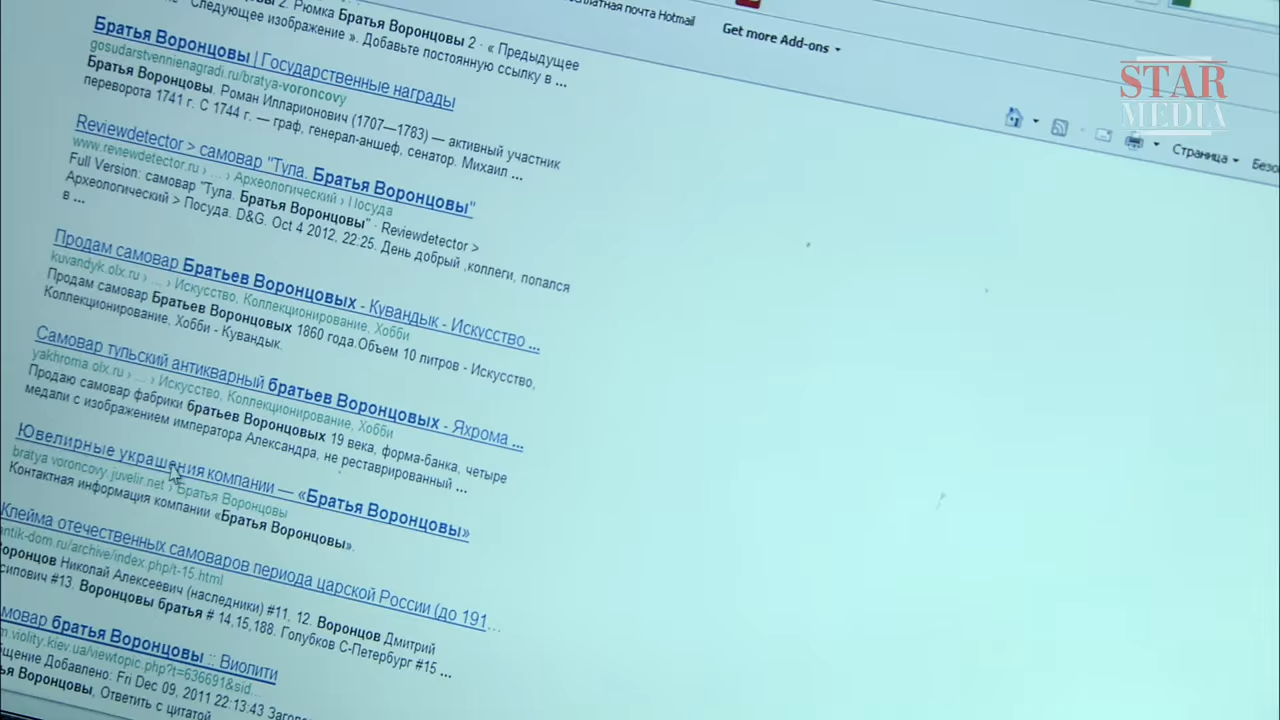 бесплатная почта Hotmail
Get more Add-ons
STAR
MEDIA
Страница
2. Рюмка Братья Воронцовы 2 · « Предыдущее
Следующее изображение ». Добавьте постоянную ссылку в ...
Братья Воронцовы | Государственные награды
gosudarstvennienagradi.ru/bratya-voroncovy
Братья Воронцовы. Роман Илларионович (1707—1783) — активный участник
переворота 1741 г. С 1744 г. — граф, генерал-аншеф, сенатор. Михаил ...
Reviewdetector > самовар "Тула. Братья Воронцовы"
www.reviewdetector.ru › ... › Археологический › Посуда
Full Version: самовар "Тула. Братья Воронцовы" · Reviewdetector >
Археологический > Посуда. D&G. Oct 4 2012, 22:25. День добрый ,коллеги, попался
в ...
Продам самовар Братьев Воронцовых - Кувандык - Искусство ...
kuvandyk.olx.ru › ... › Искусство, Коллекционирование, Хобби
Продам самовар Братьев Воронцовых 1860 года.Объем 10 литров - Искусство,
Коллекционирование, Хобби - Кувандык.
Самовар тульский антикварный братьев Воронцовых - Яхрома ...
yakhroma.olx.ru › ... › Искусство, Коллекционирование, Хобби
Продаю самовар фабрики братьев Воронцовых 19 века, форма-банка, четыре
медали с изображением императора Александра, не реставрированный ...
Ювелирные украшения компании — «Братья Воронцовы»
bratya voroncovy.juvelir.net › Братья Воронцовы
Контактная информация компании «Братья Воронцовы».
Клейма отечественных самоваров периода царской России (до 191...
antik-dom.ru/archive/index.php/t-15.html
Воронцов Николай Алексеевич (наследники) #11. 12. Воронцов Дмитрий
сипович #13. Воронцовы братья # 14,15,188. Голубков С-Петербург #15 ...
мовар братья Воронцовы :: Виолити
m.violity.kiev.ua/viewtopic.php?t=636691&sid...
бщение Добавлено: Fri Dec 09, 2011 22:13:43 Загол
ья Воронцовы, Ответить с цитатой